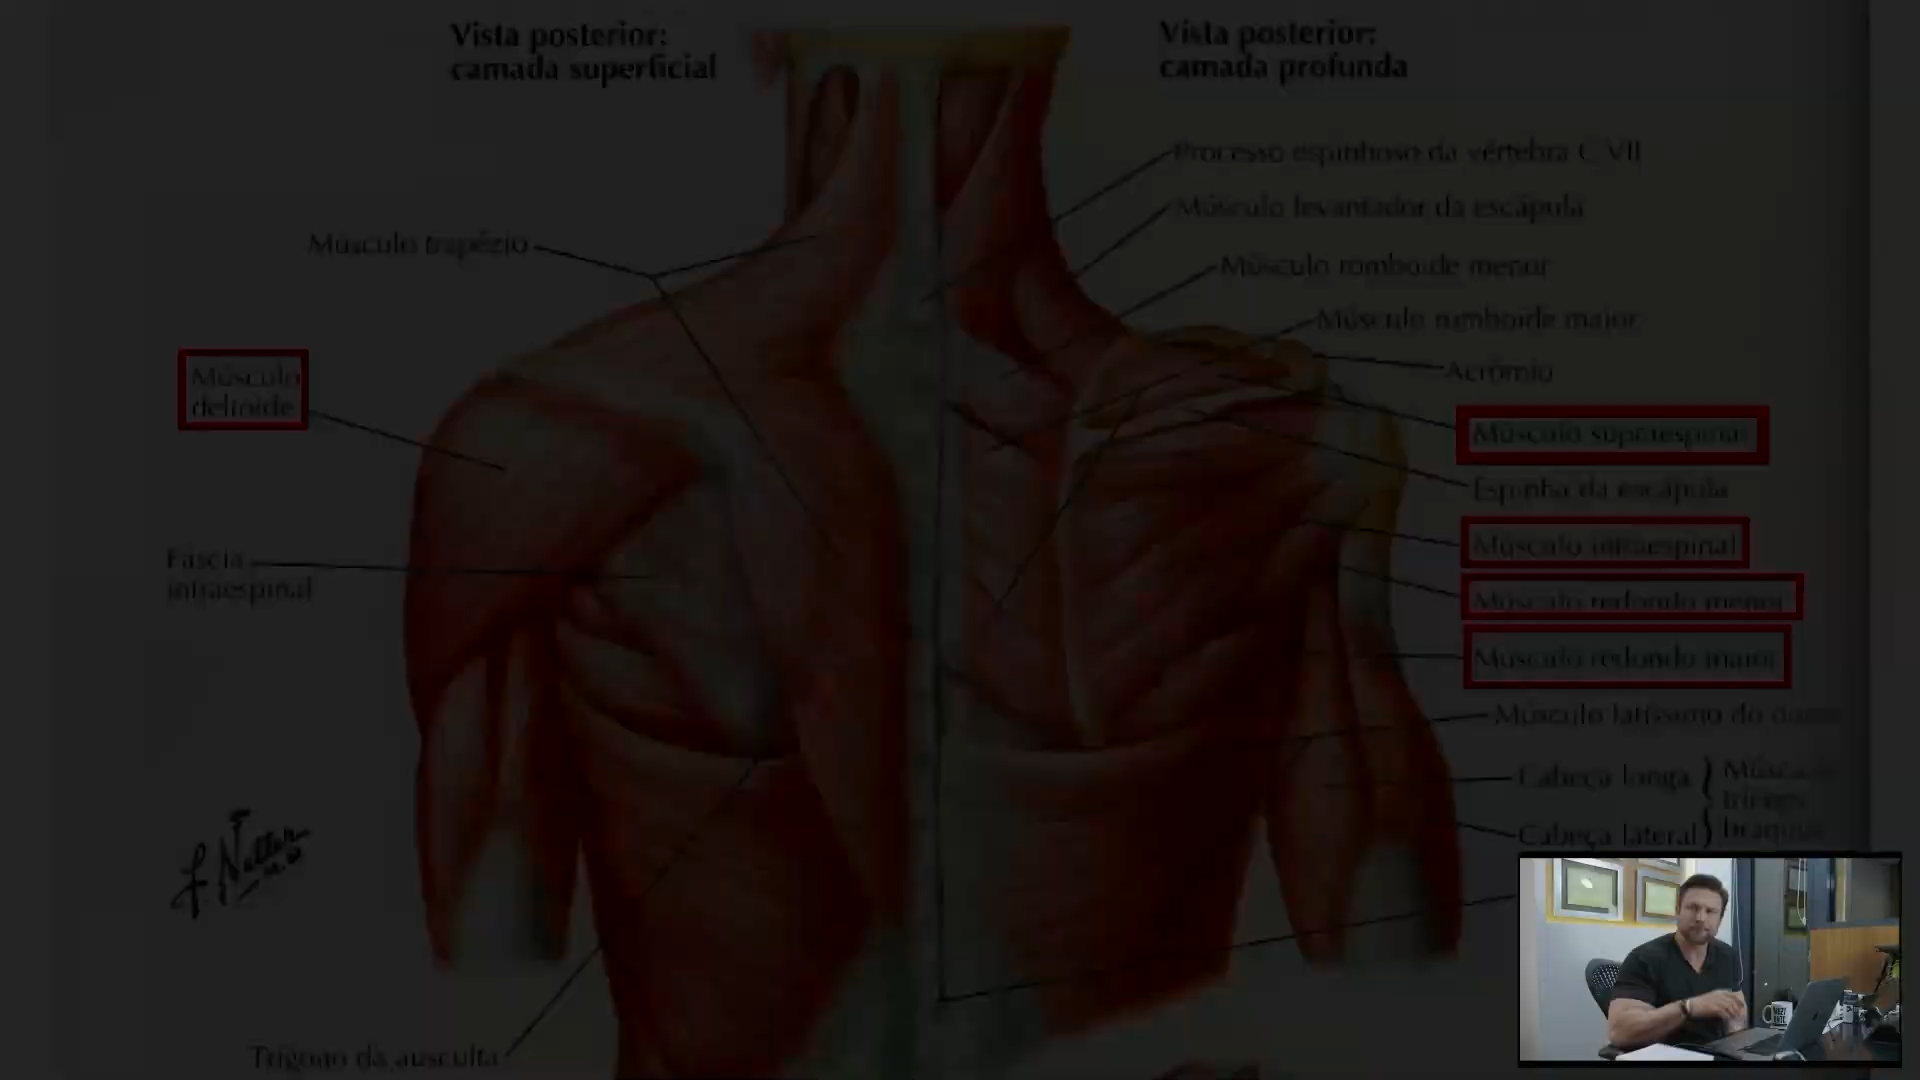 Vista posterior:
camada superficial
Vista posterior:
camada profunda
Processo espinhoso da vértebra C VII
Músculo levantador da escápula
Músculo trapézio
Músculo romboide menor
Músculo romboide maior
Acrômio
Músculo
deltoide
Músculo supraespinal
Espinha da escápula
Músculo infraespinal
Fáscia
infraespinal
Músculo redondo menor
Músculo redondo maior
Músculo latíssimo do
Cabeça longa
Cabeça lateral
f. Netter
M.D.
Trígono da ausculta